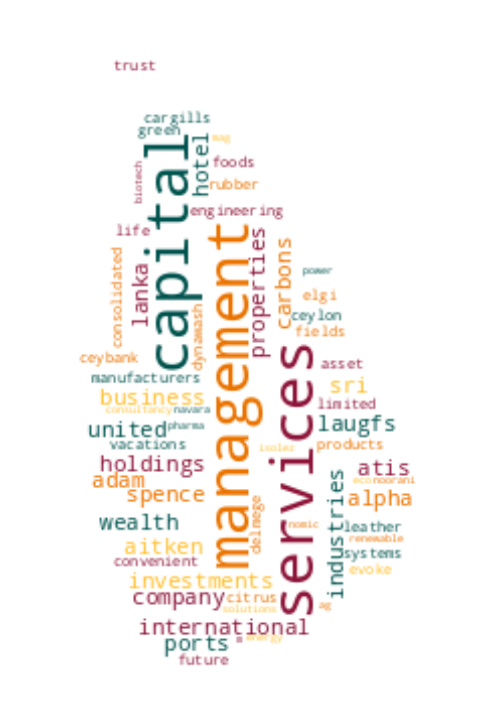 trust
cargills
green
mag
capital
hotel
foods
biotech
rubber
engineering
life
management
properties
consolidated
lanka
carbons
power
elgi
dynamash
ceylon
fields
services
ceybank
asset
manufacturers
sri
business
limited
consultancy
navara
united
pharma
laugfs
vacations
products
holdings
atis
adam
eco
noorani
spence
alpha
industries
delmege
wealth
nomic
leather
renewable
aitken
systems
convenient
evoke
investments
company
citrus
ag
solutions
international
ports
energy
future